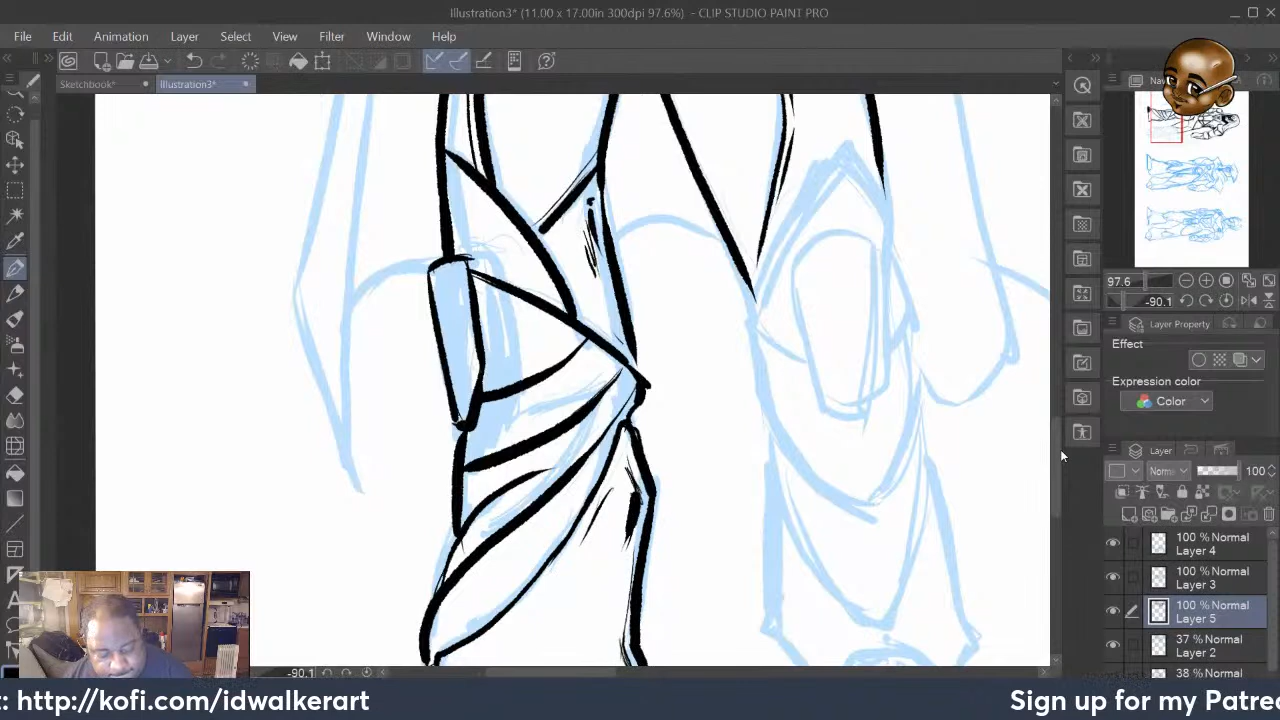 Illustration3* (11.00 x 17.00in 300dpi 97.6%) - CLIP STUDIO PAINT PRO
File Edit Animation Layer Select View Filter Window Help
Sketchbook* Illustration3*
97.6
-90.1
Layer Property
Effect
Expression color
Color
Layer
100
100 % Normal
Layer 4
100 % Normal
Layer 3
100 % Normal
Layer 5
37 % Normal
Layer 2
38 % Normal
-90.1
t: http://kofi.com/idwalkerart Sign up for my Patre